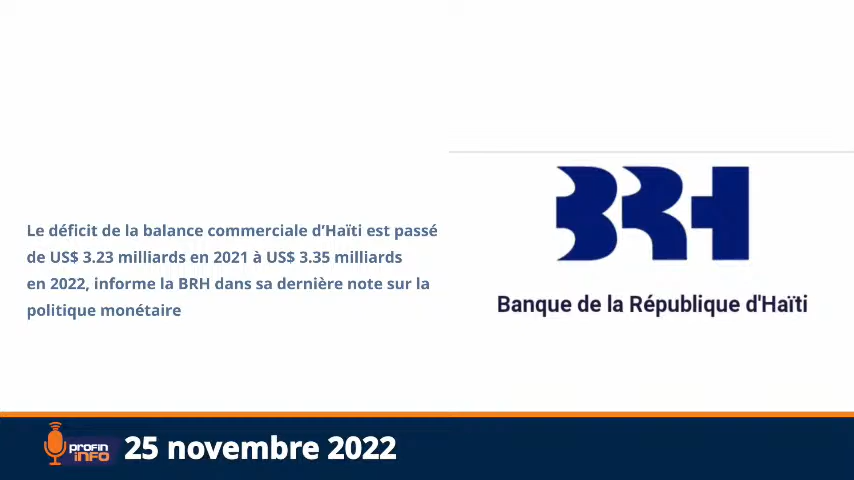 Le déficit de la balance commerciale d'Haïti est passé
de US$ 3.23 milliards en 2021 à US$ 3.35 milliards
en 2022, informe la BRH dans sa dernière note sur la
politique monétaire
BRH
Banque de la République d'Haïti
PROFIN
INFO
25 novembre 2022